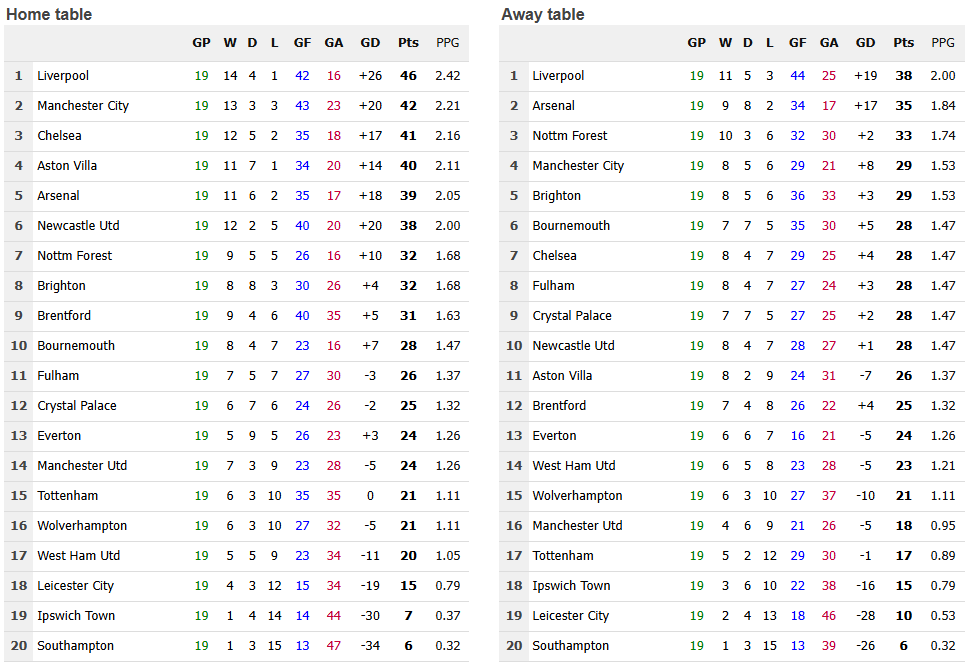 Home table
GP W D L GF GA GD Pts PPG
1 Liverpool 19 14 4 1 42 16 +26 46 2.42
2 Manchester City 19 13 3 3 43 23 +20 42 2.21
3 Chelsea 19 12 5 2 35 18 +17 41 2.16
4 Aston Villa 19 11 7 1 34 20 +14 40 2.11
5 Arsenal 19 11 6 2 35 17 +18 39 2.05
6 Newcastle Utd 19 12 2 5 40 20 +20 38 2.00
7 Nottm Forest 19 9 5 5 26 16 +10 32 1.68
8 Brighton 19 8 8 3 30 26 +4 32 1.68
9 Brentford 19 9 4 6 40 35 +5 31 1.63
10 Bournemouth 19 8 4 7 23 16 +7 28 1.47
11 Fulham 19 7 5 7 27 30 -3 26 1.37
12 Crystal Palace 19 6 7 6 24 26 -2 25 1.32
13 Everton 19 5 9 5 26 23 +3 24 1.26
14 Manchester Utd 19 7 3 9 23 28 -5 24 1.26
15 Tottenham 19 6 3 10 35 35 0 21 1.11
16 Wolverhampton 19 6 3 10 27 32 -5 21 1.11
17 West Ham Utd 19 5 5 9 23 34 -11 20 1.05
18 Leicester City 19 4 3 12 15 34 -19 15 0.79
19 Ipswich Town 19 1 4 14 14 44 -30 7 0.37
20 Southampton 19 1 3 15 13 47 -34 6 0.32
Away table
GP W D L GF GA GD Pts PPG
1 Liverpool 19 11 5 3 44 25 +19 38 2.00
2 Arsenal 19 9 8 2 34 17 +17 35 1.84
3 Nottm Forest 19 10 3 6 32 30 +2 33 1.74
4 Manchester City 19 8 5 6 29 21 +8 29 1.53
5 Brighton 19 8 5 6 36 33 +3 29 1.53
6 Bournemouth 19 7 7 5 35 30 +5 28 1.47
7 Chelsea 19 8 4 7 29 25 +4 28 1.47
8 Fulham 19 8 4 7 27 24 +3 28 1.47
9 Crystal Palace 19 7 7 5 27 25 +2 28 1.47
10 Newcastle Utd 19 8 4 7 28 27 +1 28 1.47
11 Aston Villa 19 8 2 9 24 31 -7 26 1.37
12 Brentford 19 7 4 8 26 22 +4 25 1.32
13 Everton 19 6 6 7 16 21 -5 24 1.26
14 West Ham Utd 19 6 5 8 23 28 -5 23 1.21
15 Wolverhampton 19 6 3 10 27 37 -10 21 1.11
16 Manchester Utd 19 4 6 9 21 26 -5 18 0.95
17 Tottenham 19 5 2 12 29 30 -1 17 0.89
18 Ipswich Town 19 3 6 10 22 38 -16 15 0.79
19 Leicester City 19 2 4 13 18 46 -28 10 0.53
20 Southampton 19 1 3 15 13 39 -26 6 0.32